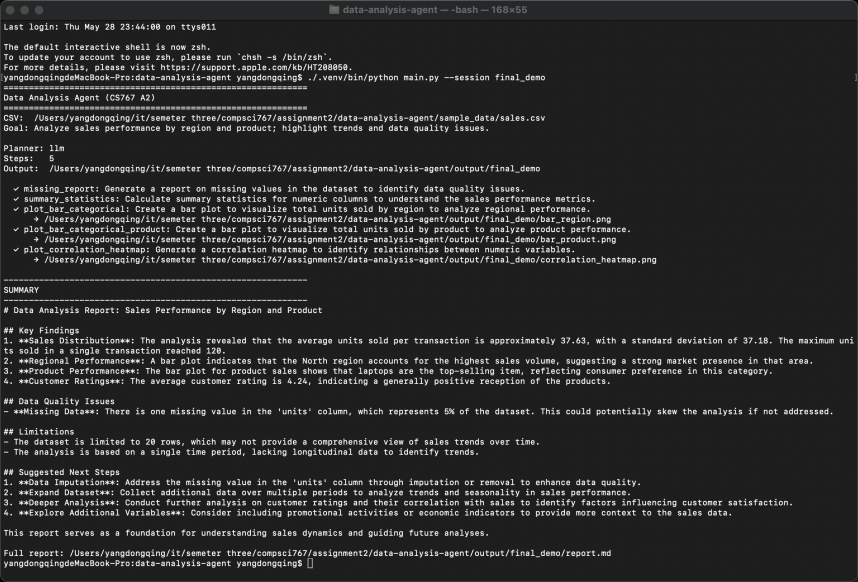 data-analysis-agent — -bash — 168×55
Last login: Thu May 28 23:44:00 on ttys011
The default interactive shell is now zsh.
To update your account to use zsh, please run `chsh -s /bin/zsh`.
For more details, please visit https://support.apple.com/kb/HT208050.
[yangdongqingdeMacBook-Pro:data-analysis-agent yangdongqing$ ./.venv/bin/python main.py --session final_demo ]
============================================================
Data Analysis Agent (CS767 A2)
============================================================
CSV:  /Users/yangdongqing/it/semeter three/compsci767/assignment2/data-analysis-agent/sample_data/sales.csv
Goal: Analyze sales performance by region and product; highlight trends and data quality issues.
Planner: llm
Steps:   5
Output:  /Users/yangdongqing/it/semeter three/compsci767/assignment2/data-analysis-agent/output/final_demo
✓ missing_report: Generate a report on missing values in the dataset to identify data quality issues.
✓ summary_statistics: Calculate summary statistics for numeric columns to understand the sales performance metrics.
✓ plot_bar_categorical: Create a bar plot to visualize total units sold by region to analyze regional performance.
→ /Users/yangdongqing/it/semeter three/compsci767/assignment2/data-analysis-agent/output/final_demo/bar_region.png
✓ plot_bar_categorical_product: Create a bar plot to visualize total units sold by product to analyze product performance.
→ /Users/yangdongqing/it/semeter three/compsci767/assignment2/data-analysis-agent/output/final_demo/bar_product.png
✓ plot_correlation_heatmap: Generate a correlation heatmap to identify relationships between numeric variables.
→ /Users/yangdongqing/it/semeter three/compsci767/assignment2/data-analysis-agent/output/final_demo/correlation_heatmap.png
------------------------------------------------------------
SUMMARY
------------------------------------------------------------
# Data Analysis Report: Sales Performance by Region and Product
## Key Findings
1. **Sales Distribution**: The analysis revealed that the average units sold per transaction is approximately 37.63, with a standard deviation of 37.18. The maximum uni
ts sold in a single transaction reached 120.
2. **Regional Performance**: A bar plot indicates that the North region accounts for the highest sales volume, suggesting a strong market presence in that area.
3. **Product Performance**: The bar plot for product sales shows that laptops are the top-selling item, reflecting consumer preference in this category.
4. **Customer Ratings**: The average customer rating is 4.24, indicating a generally positive reception of the products.
## Data Quality Issues
- **Missing Data**: There is one missing value in the 'units' column, which represents 5% of the dataset. This could potentially skew the analysis if not addressed.
## Limitations
- The dataset is limited to 20 rows, which may not provide a comprehensive view of sales trends over time.
- The analysis is based on a single time period, lacking longitudinal data to identify trends.
## Suggested Next Steps
1. **Data Imputation**: Address the missing value in the 'units' column through imputation or removal to enhance data quality.
2. **Expand Dataset**: Collect additional data over multiple periods to analyze trends and seasonality in sales performance.
3. **Deeper Analysis**: Conduct further analysis on customer ratings and their correlation with sales to identify factors influencing customer satisfaction.
4. **Explore Additional Variables**: Consider including promotional activities or economic indicators to provide more context to the sales data.
This report serves as a foundation for understanding sales dynamics and guiding future analyses.
Full report: /Users/yangdongqing/it/semeter three/compsci767/assignment2/data-analysis-agent/output/final_demo/report.md
yangdongqingdeMacBook-Pro:data-analysis-agent yangdongqing$